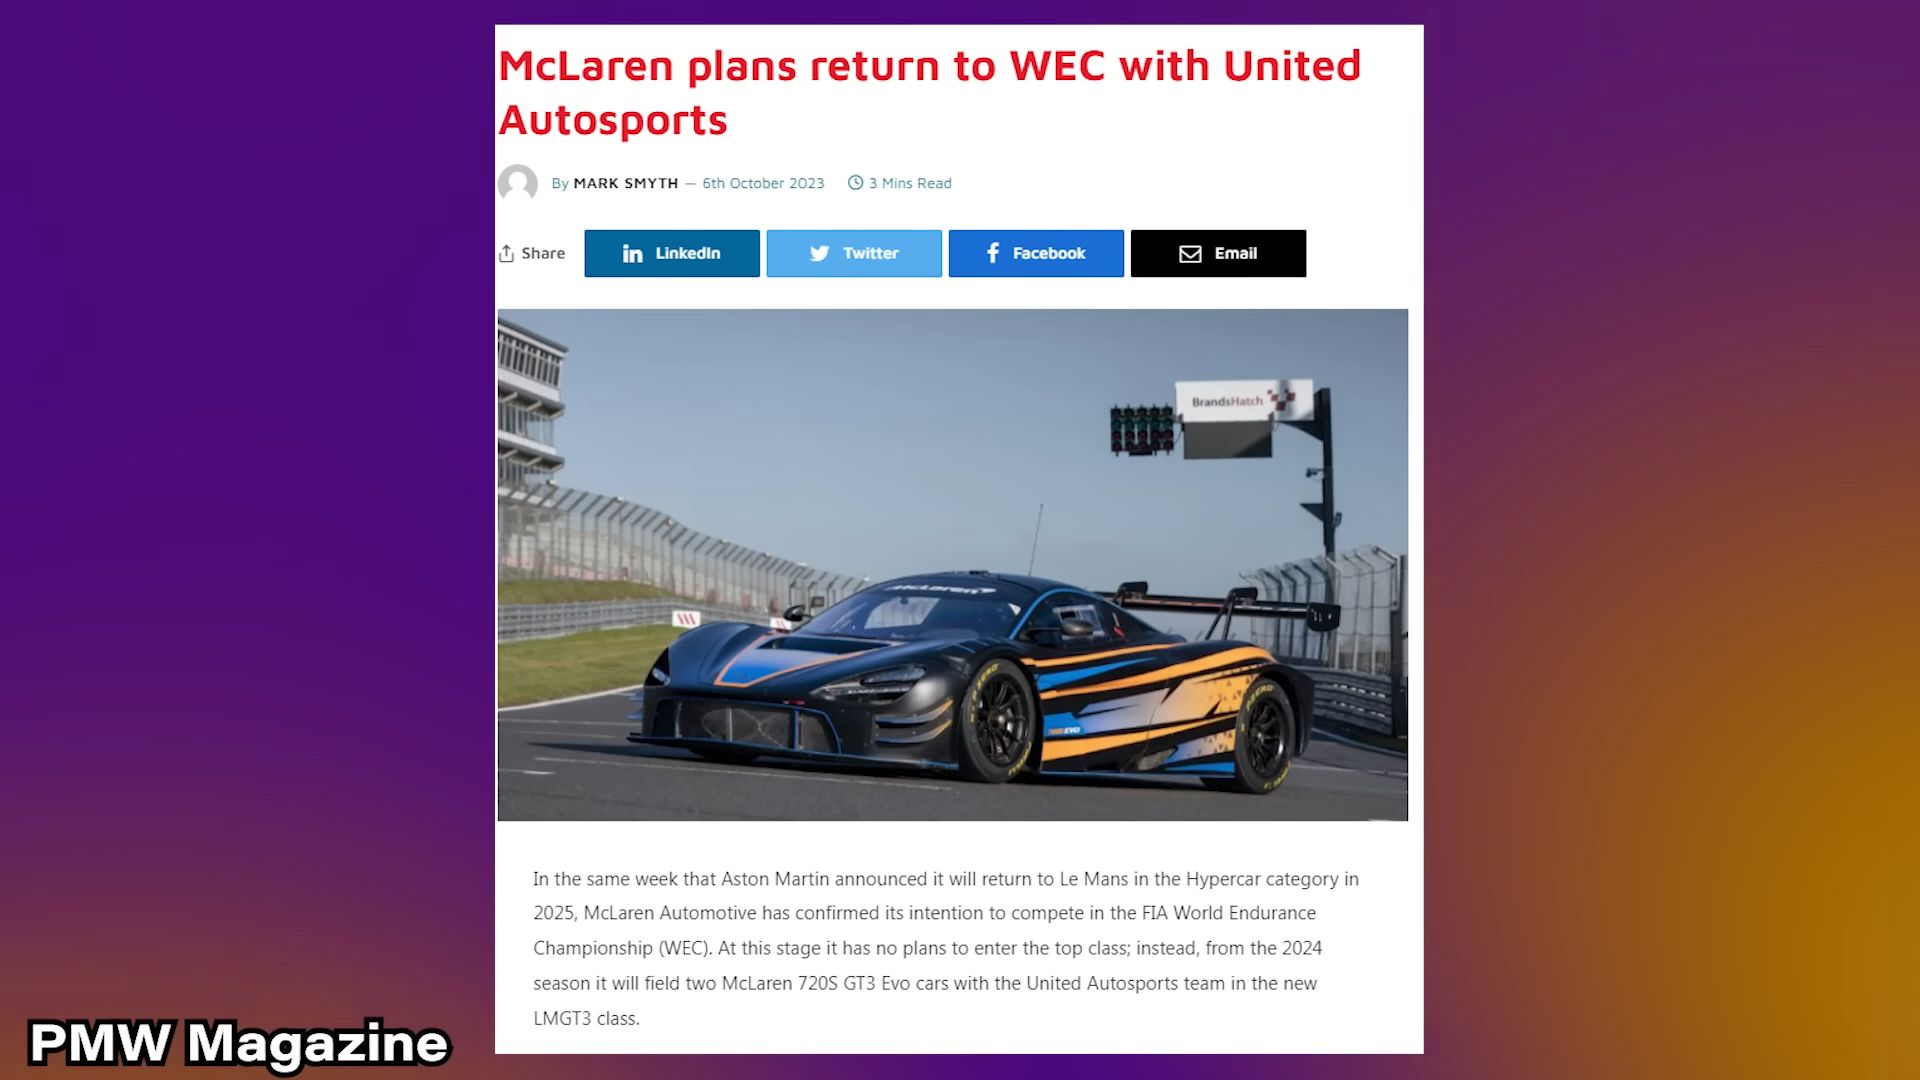 McLaren plans return to WEC with United
Autosports
By MARK SMYTH — 6th October 2023 3 Mins Read
Share LinkedIn Twitter Facebook Email
BrandsHatch
McLaren
P ZERO
P ZERO
720S EVO
In the same week that Aston Martin announced it will return to Le Mans in the Hypercar category in
2025, McLaren Automotive has confirmed its intention to compete in the FIA World Endurance
Championship (WEC). At this stage it has no plans to enter the top class; instead, from the 2024
season it will field two McLaren 720S GT3 Evo cars with the United Autosports team in the new
LMGT3 class.
PMW Magazine